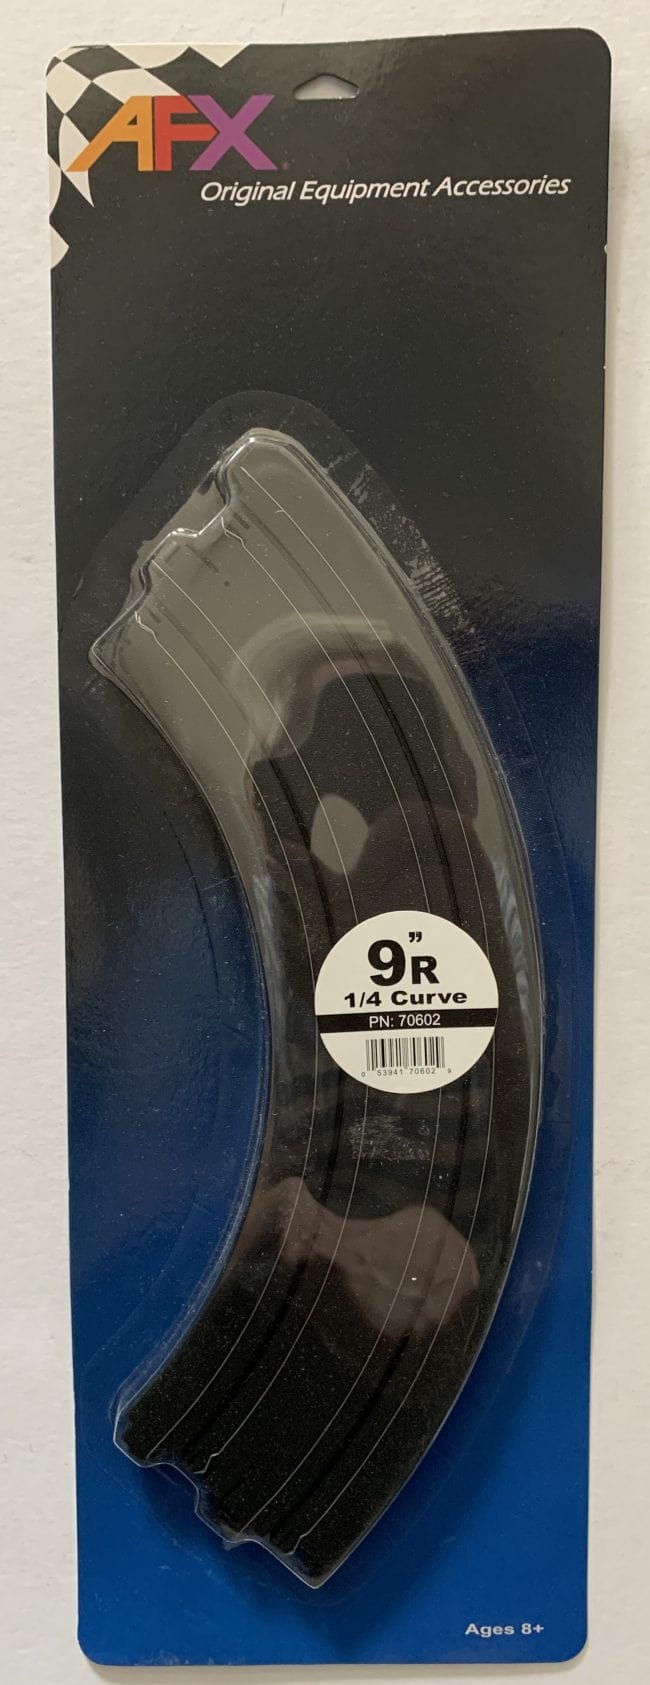 AFX
Original Equipment Accessories
9"R
1/4 Curve
PN: 70602
0 53941 70602 9
Ages 8+